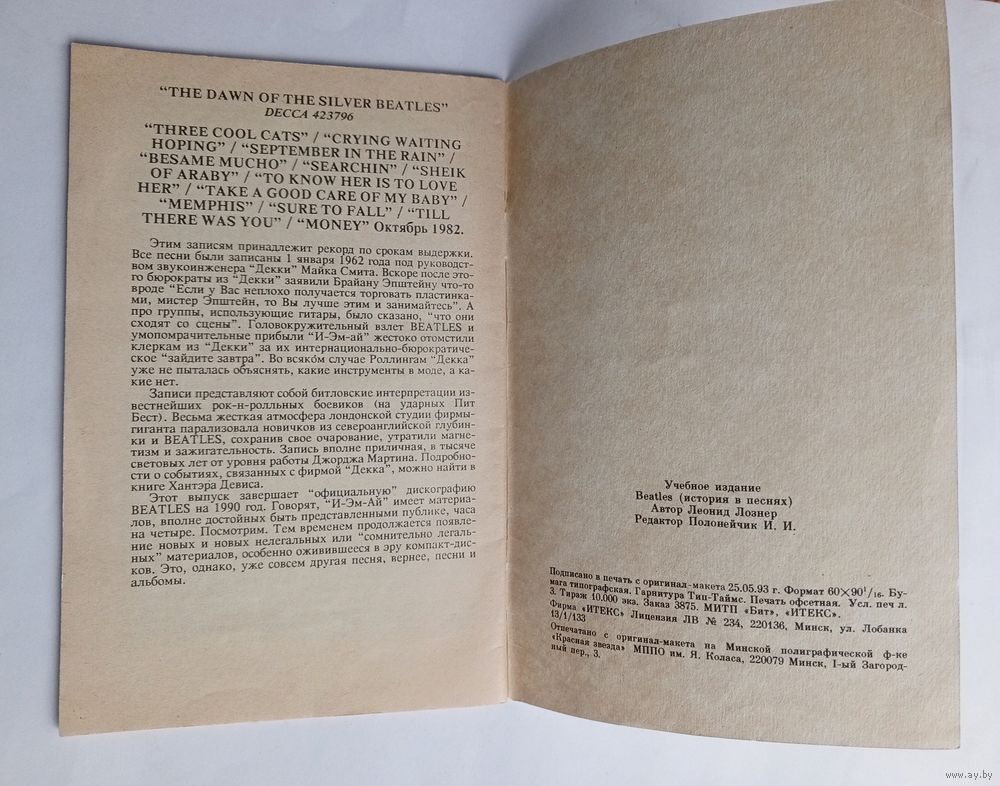 “THE DAWN OF THE SILVER BEATLES”
DECCA 423796
“THREE COOL CATS” / “CRYING WAITING
HOPING” / “SEPTEMBER IN THE RAIN” /
“BESAME MUCHO” / “SEARCHIN” / “SHEIK
OF ARABY” / “TO KNOW HER IS TO LOVE
HER” / “TAKE A GOOD CARE OF MY BABY” /
“MEMPHIS” / “SURE TO FALL” / “TILL
THERE WAS YOU” / “MONEY” Октябрь 1982.
Этим записям принадлежит рекорд по срокам выдержки.
Все песни были записаны 1 января 1962 года под руководст-
вом звукоинженера “Декки” Майка Смита. Вскоре после это-
го бюрократы из “Декки” заявили Брайану Эпштейну что-то
вроде “Если у Вас неплохо получается торговать пластинка-
ми, мистер Эпштейн, то Вы лучше этим и занимайтесь”. А
про группы, использующие гитары, было сказано, “что они
сходят со сцены”. Головокружительный взлет BEATLES и
умопомрачительные прибыли “И-Эм-ай” жестоко отомстили
клеркам из “Декки” за их интернационально-бюрократиче-
ское “зайдите завтра”. Во всяком случае Роллингам “Декка”
уже не пыталась объяснять, какие инструменты в моде, а ка-
кие нет.
Записи представляют собой битловские интерпретации из-
вестнейших рок-н-ролльных боевиков (на ударных Пит
Бест). Весьма жесткая атмосфера лондонской студии фирмы-
гиганта парализовала новичков из североанглийской глубин-
ки и BEATLES, сохранив свое очарование, утратили магне-
тизм и зажигательность. Запись вполне приличная, в тысяче
световых лет от уровня работы Джорджа Мартина. Подробно-
сти о событиях, связанных с фирмой “Декка”, можно найти в
книге Хантэра Девиса.
Этот выпуск завершает “официальную” дискографию
BEATLES на 1990 год. Говорят, “И-Эм-Ай” имеет материа-
лов, вполне достойных быть представленными публике, часа
на четыре. Посмотрим. Тем временем продолжается появле-
ние новых и новых нелегальных или “сомнительно легаль-
ных” материалов, особенно оживившееся в эру компакт-дис-
ков. Это, однако, уже совсем другая песня, вернее, песни и
альбомы.
Учебное издание
Beatles (история в песнях)
Автор Леонид Лознер
Редактор Полонейчик И. И.
Подписано в печать с оригинал-макета 25.05.93 г. Формат 60×90¹/₁₆. Бу-
мага типографская. Гарнитура Тип-Таймс. Печать офсетная. Усл. печ л.
3. Тираж 10.000 экз. Заказ 3875. МИТП «Бит», «ИТЕКС».
Фирма «ИТЕКС» Лицензия ЛВ № 234, 220136, Минск, ул. Лобанка
13/1/133
Отпечатано с оригинал-макета на Минской полиграфической ф-ке
«Красная звезда» МППО им. Я. Коласа, 220079 Минск, I-ый Загород-
ный пер., 3.
www.ay.by